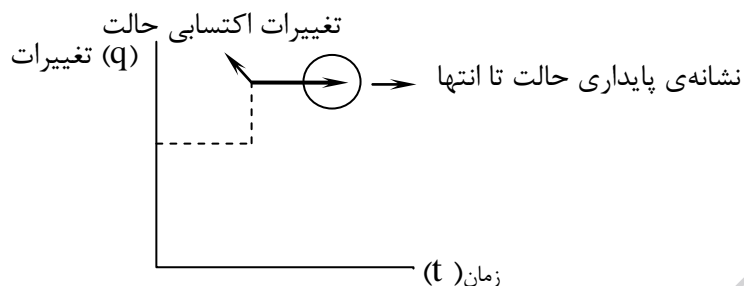 تغییرات اکتسابی حالت
تغییرات (q)
نشانه‌ی پایداری حالت تا انتها
زمان (t)